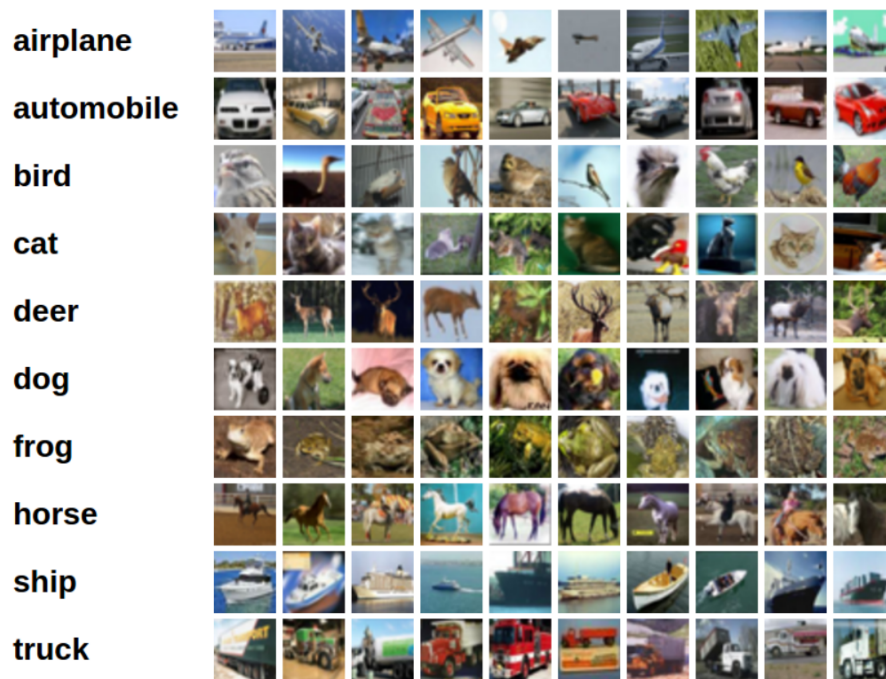 airplane
automobile
bird
cat
deer
dog
frog
horse
ship
truck